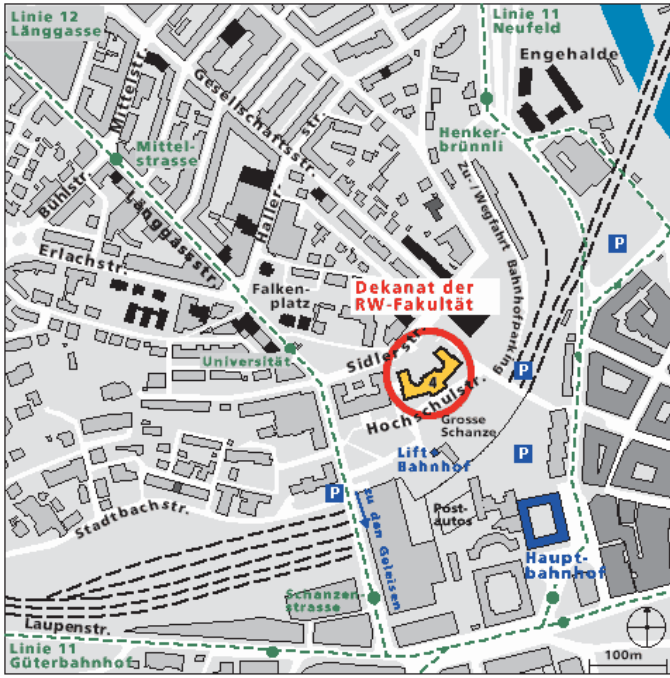 Linie 12
Länggasse
Linie 11
Neufeld
Engehalde
Mittelstr.
Gesellschaftsstr.
Henker-
brünnli
Mittel-
strasse
Zu-/Wegfahrt Bahnhofparking
Bühlstr.
Länggassstr.
Haller-
str.
Erlachstr.
P
Falken-
platz
Dekanat der
RW-Fakultät
Universität
Sidlerstr.
4
P
Hochschulstr.
Grosse
Schanze
Lift
Bahnhof
P
P
zu den Geleisen
Stadtbachstr.
Post-
autos
Haupt-
bahnhof
Schanzen-
strasse
Laupenstr.
Linie 11
Güterbahnhof
100m